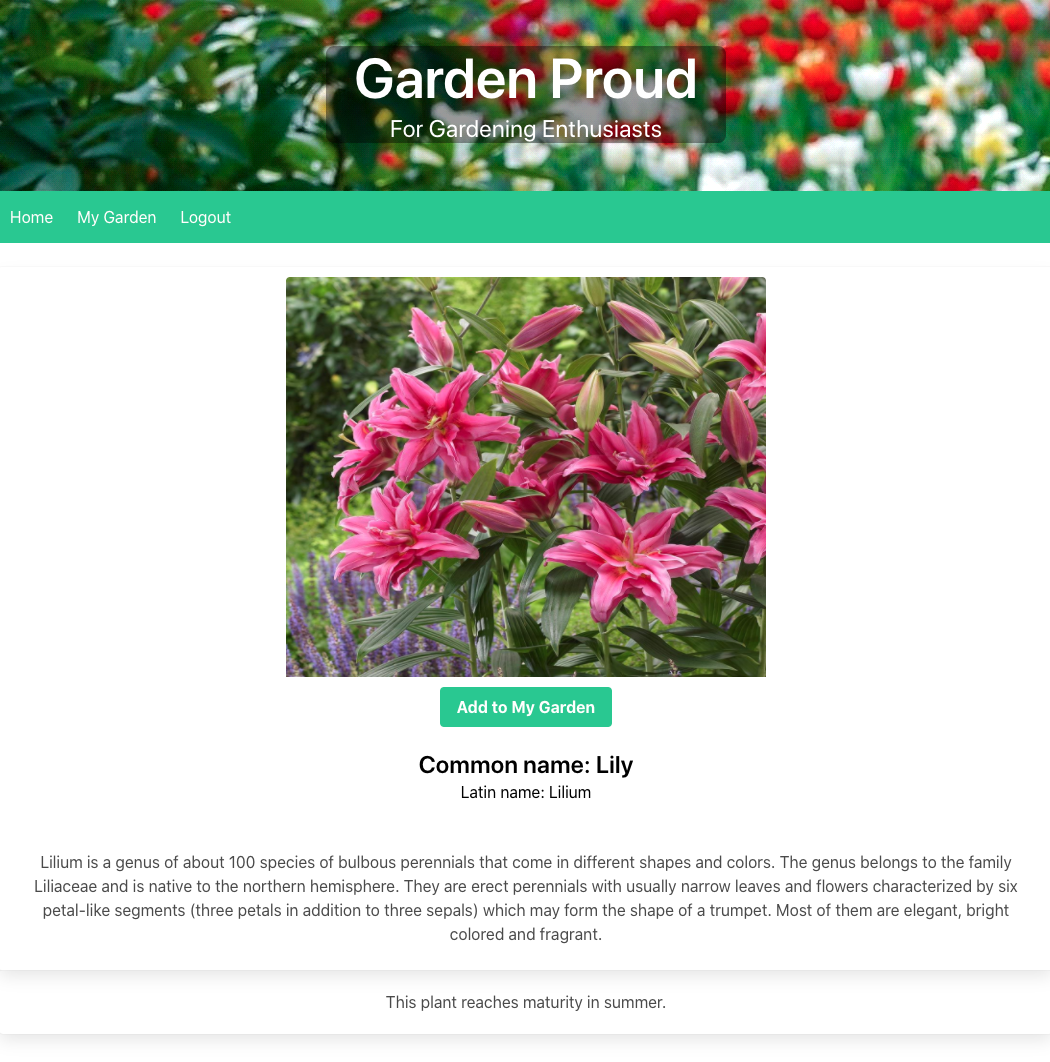 Garden Proud
For Gardening Enthusiasts
Home My Garden Logout
Add to My Garden
Common name: Lily
Latin name: Lilium
Lilium is a genus of about 100 species of bulbous perennials that come in different shapes and colors. The genus belongs to the family
Liliaceae and is native to the northern hemisphere. They are erect perennials with usually narrow leaves and flowers characterized by six
petal-like segments (three petals in addition to three sepals) which may form the shape of a trumpet. Most of them are elegant, bright
colored and fragrant.
This plant reaches maturity in summer.